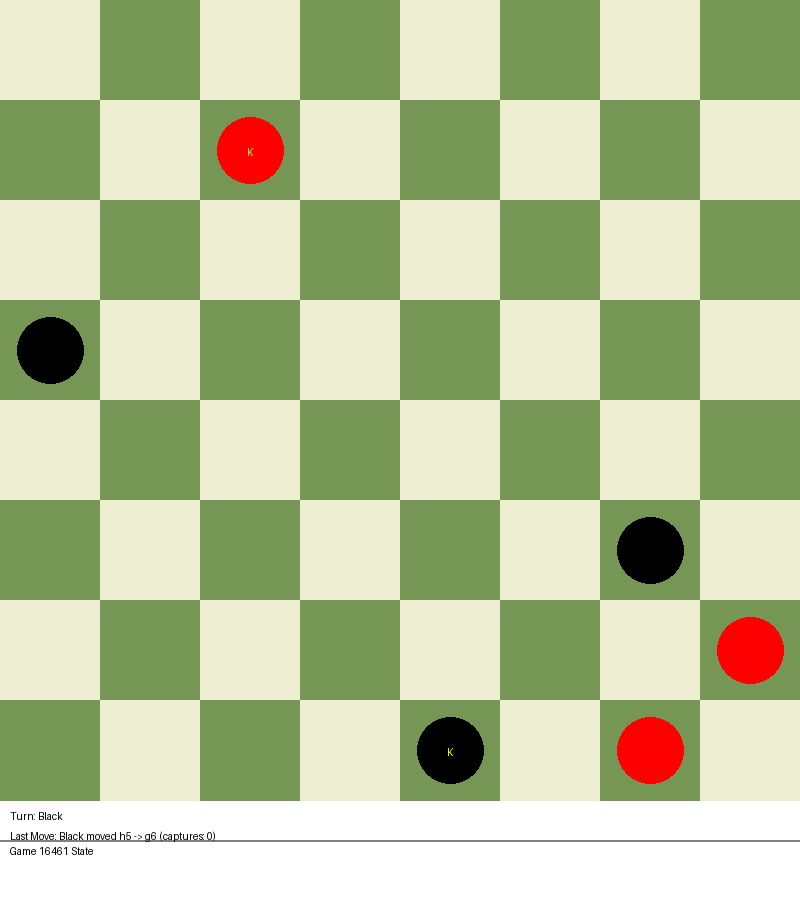 K
K
Turn: Black
Last Move: Black moved h5 -> g6 (captures: 0)
Game 16461 State